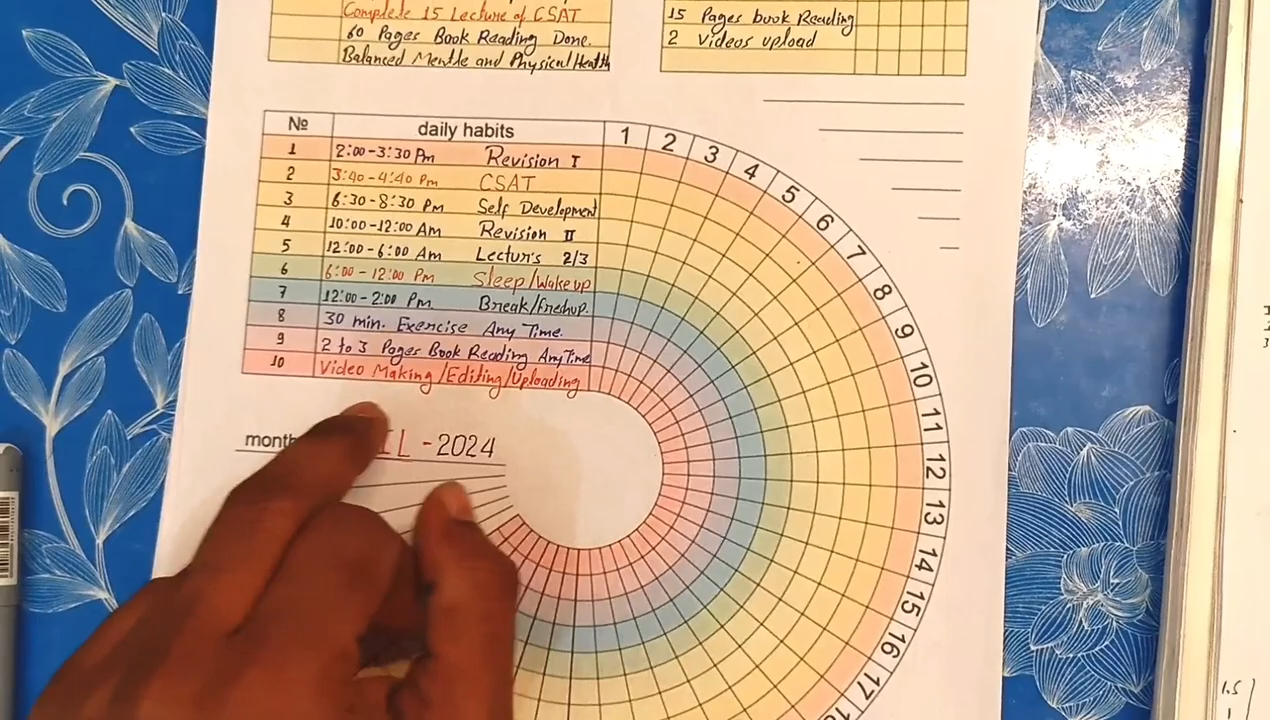 Complete 15 Lecture of CSAT
60 Pages Book Reading Done.
Balanced Mentle and Physical Health
15 Pages book Reading
2 Videos upload
№ daily habits 1 2 3 4 5 6 7 8 9 10 11 12 13 14 15 16 17 18
1 2:00-3:30 Pm Revision I
2 3:40-4:40 Pm CSAT
3 6:30-8:30 Pm Self Development
4 10:00-12:00 Am Revision II
5 12:00-6:00 Am Lectur's 2/3
6 6:00-12:00 Pm Sleep/Wake up
7 12:00-2:00 Pm Break/Freshup.
8 30 min. Exercise Any Time.
9 2 to 3 Pages Book Reading Any Time
10 Video Making/Editing/Uploading
month IL-2024
1.5